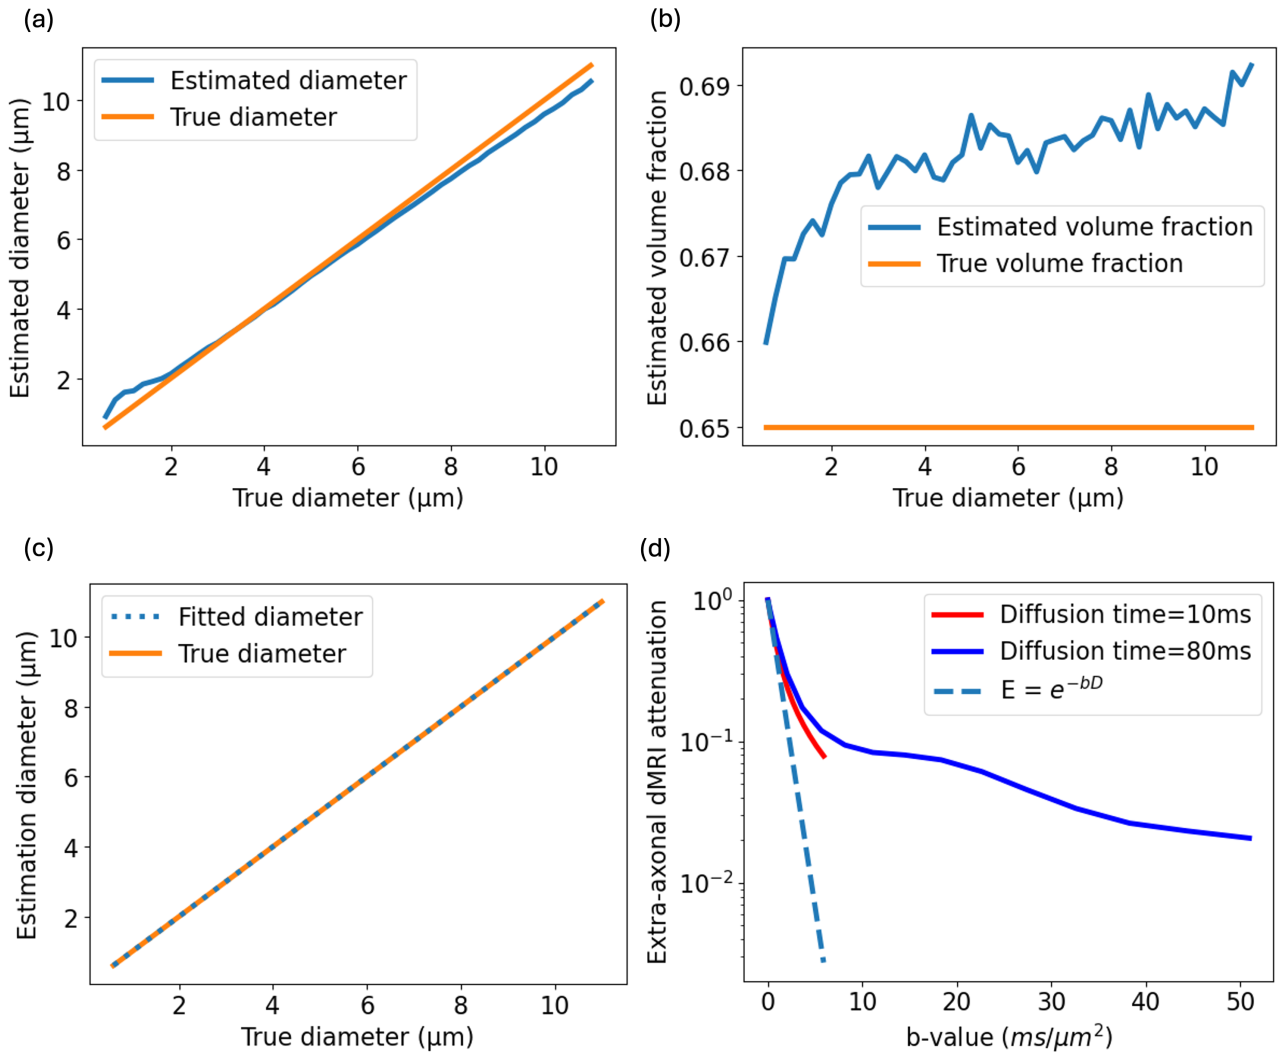 (a)
Estimated diameter (μm)
10
8
6
4
2
Estimated diameter
True diameter
2 4 6 8 10
True diameter (μm)
(b)
Estimated volume fraction
0.69
0.68
0.67
0.66
0.65
Estimated volume fraction
True volume fraction
2 4 6 8 10
True diameter (μm)
(c)
Estimation diameter (μm)
10
8
6
4
2
Fitted diameter
True diameter
2 4 6 8 10
True diameter (μm)
(d)
Extra-axonal dMRI attenuation
10⁰
10⁻¹
10⁻²
Diffusion time=10ms
Diffusion time=80ms
E = e⁻ᵇᴰ
0 10 20 30 40 50
b-value (ms/μm²)